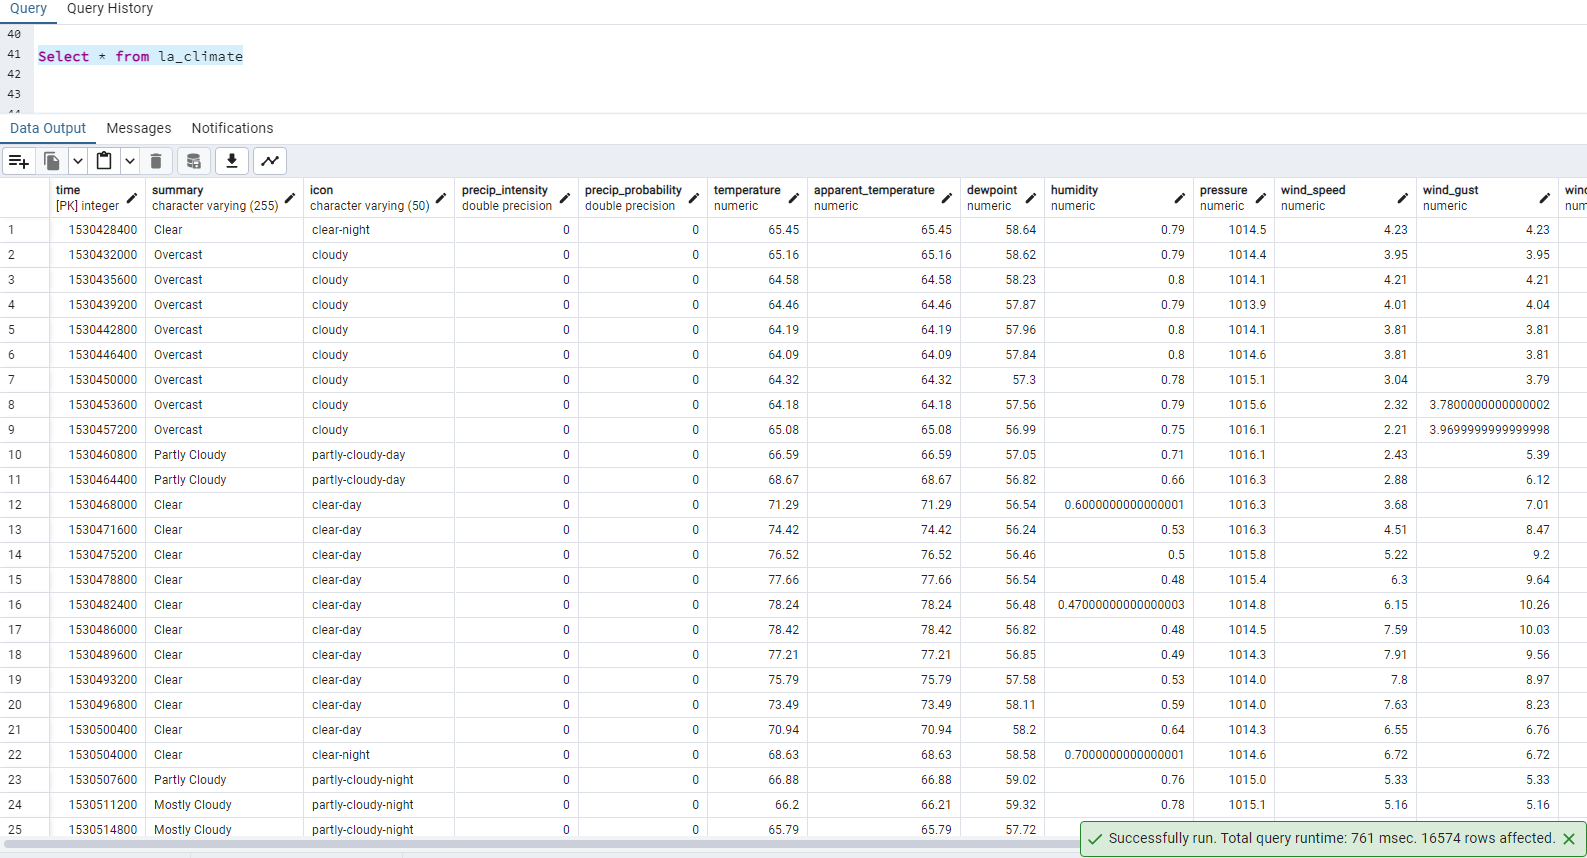 Query Query History
40
41 Select * from la_climate
42
43
Data Output Messages Notifications
time summary icon precip_intensity precip_probability temperature apparent_temperature dewpoint humidity pressure wind_speed wind_gust
[PK] integer character varying (255) character varying (50) double precision double precision numeric numeric numeric numeric numeric numeric numeric
1 1530428400 Clear clear-night 0 0 65.45 65.45 58.64 0.79 1014.5 4.23 4.23
2 1530432000 Overcast cloudy 0 0 65.16 65.16 58.62 0.79 1014.4 3.95 3.95
3 1530435600 Overcast cloudy 0 0 64.58 64.58 58.23 0.8 1014.1 4.21 4.21
4 1530439200 Overcast cloudy 0 0 64.46 64.46 57.87 0.79 1013.9 4.01 4.04
5 1530442800 Overcast cloudy 0 0 64.19 64.19 57.96 0.8 1014.1 3.81 3.81
6 1530446400 Overcast cloudy 0 0 64.09 64.09 57.84 0.8 1014.6 3.81 3.81
7 1530450000 Overcast cloudy 0 0 64.32 64.32 57.3 0.78 1015.1 3.04 3.79
8 1530453600 Overcast cloudy 0 0 64.18 64.18 57.56 0.79 1015.6 2.32 3.7800000000000002
9 1530457200 Overcast cloudy 0 0 65.08 65.08 56.99 0.75 1016.1 2.21 3.9699999999999998
10 1530460800 Partly Cloudy partly-cloudy-day 0 0 66.59 66.59 57.05 0.71 1016.1 2.43 5.39
11 1530464400 Partly Cloudy partly-cloudy-day 0 0 68.67 68.67 56.82 0.66 1016.3 2.88 6.12
12 1530468000 Clear clear-day 0 0 71.29 71.29 56.54 0.6000000000000001 1016.3 3.68 7.01
13 1530471600 Clear clear-day 0 0 74.42 74.42 56.24 0.53 1016.3 4.51 8.47
14 1530475200 Clear clear-day 0 0 76.52 76.52 56.46 0.5 1015.8 5.22 9.2
15 1530478800 Clear clear-day 0 0 77.66 77.66 56.54 0.48 1015.4 6.3 9.64
16 1530482400 Clear clear-day 0 0 78.24 78.24 56.48 0.47000000000000003 1014.8 6.15 10.26
17 1530486000 Clear clear-day 0 0 78.42 78.42 56.82 0.48 1014.5 7.59 10.03
18 1530489600 Clear clear-day 0 0 77.21 77.21 56.85 0.49 1014.3 7.91 9.56
19 1530493200 Clear clear-day 0 0 75.79 75.79 57.58 0.53 1014.0 7.8 8.97
20 1530496800 Clear clear-day 0 0 73.49 73.49 58.11 0.59 1014.0 7.63 8.23
21 1530500400 Clear clear-day 0 0 70.94 70.94 58.2 0.64 1014.3 6.55 6.76
22 1530504000 Clear clear-night 0 0 68.63 68.63 58.58 0.7000000000000001 1014.6 6.72 6.72
23 1530507600 Partly Cloudy partly-cloudy-night 0 0 66.88 66.88 59.02 0.76 1015.0 5.33 5.33
24 1530511200 Mostly Cloudy partly-cloudy-night 0 0 66.2 66.21 59.32 0.78 1015.1 5.16 5.16
25 1530514800 Mostly Cloudy partly-cloudy-night 0 0 65.79 65.79 57.72
Successfully run. Total query runtime: 761 msec. 16574 rows affected.